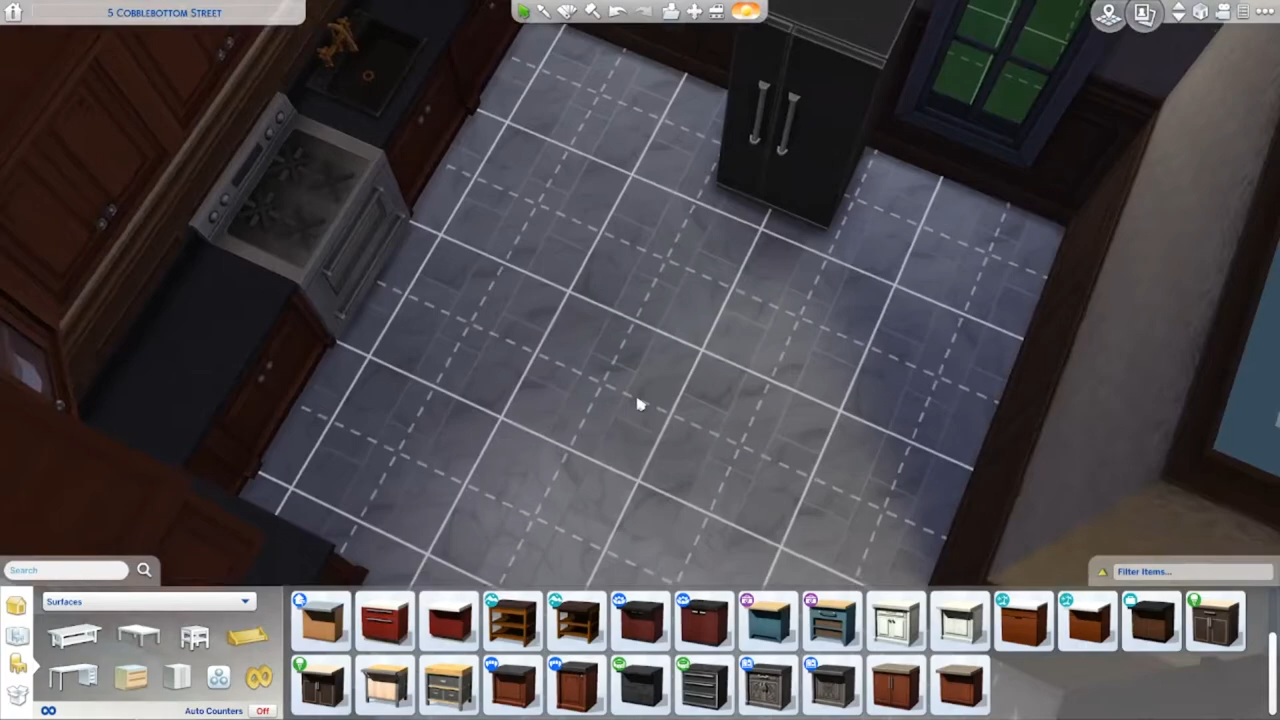 5 Cobblebottom Street
Search
Filter Items...
Surfaces
Auto Counters
Off